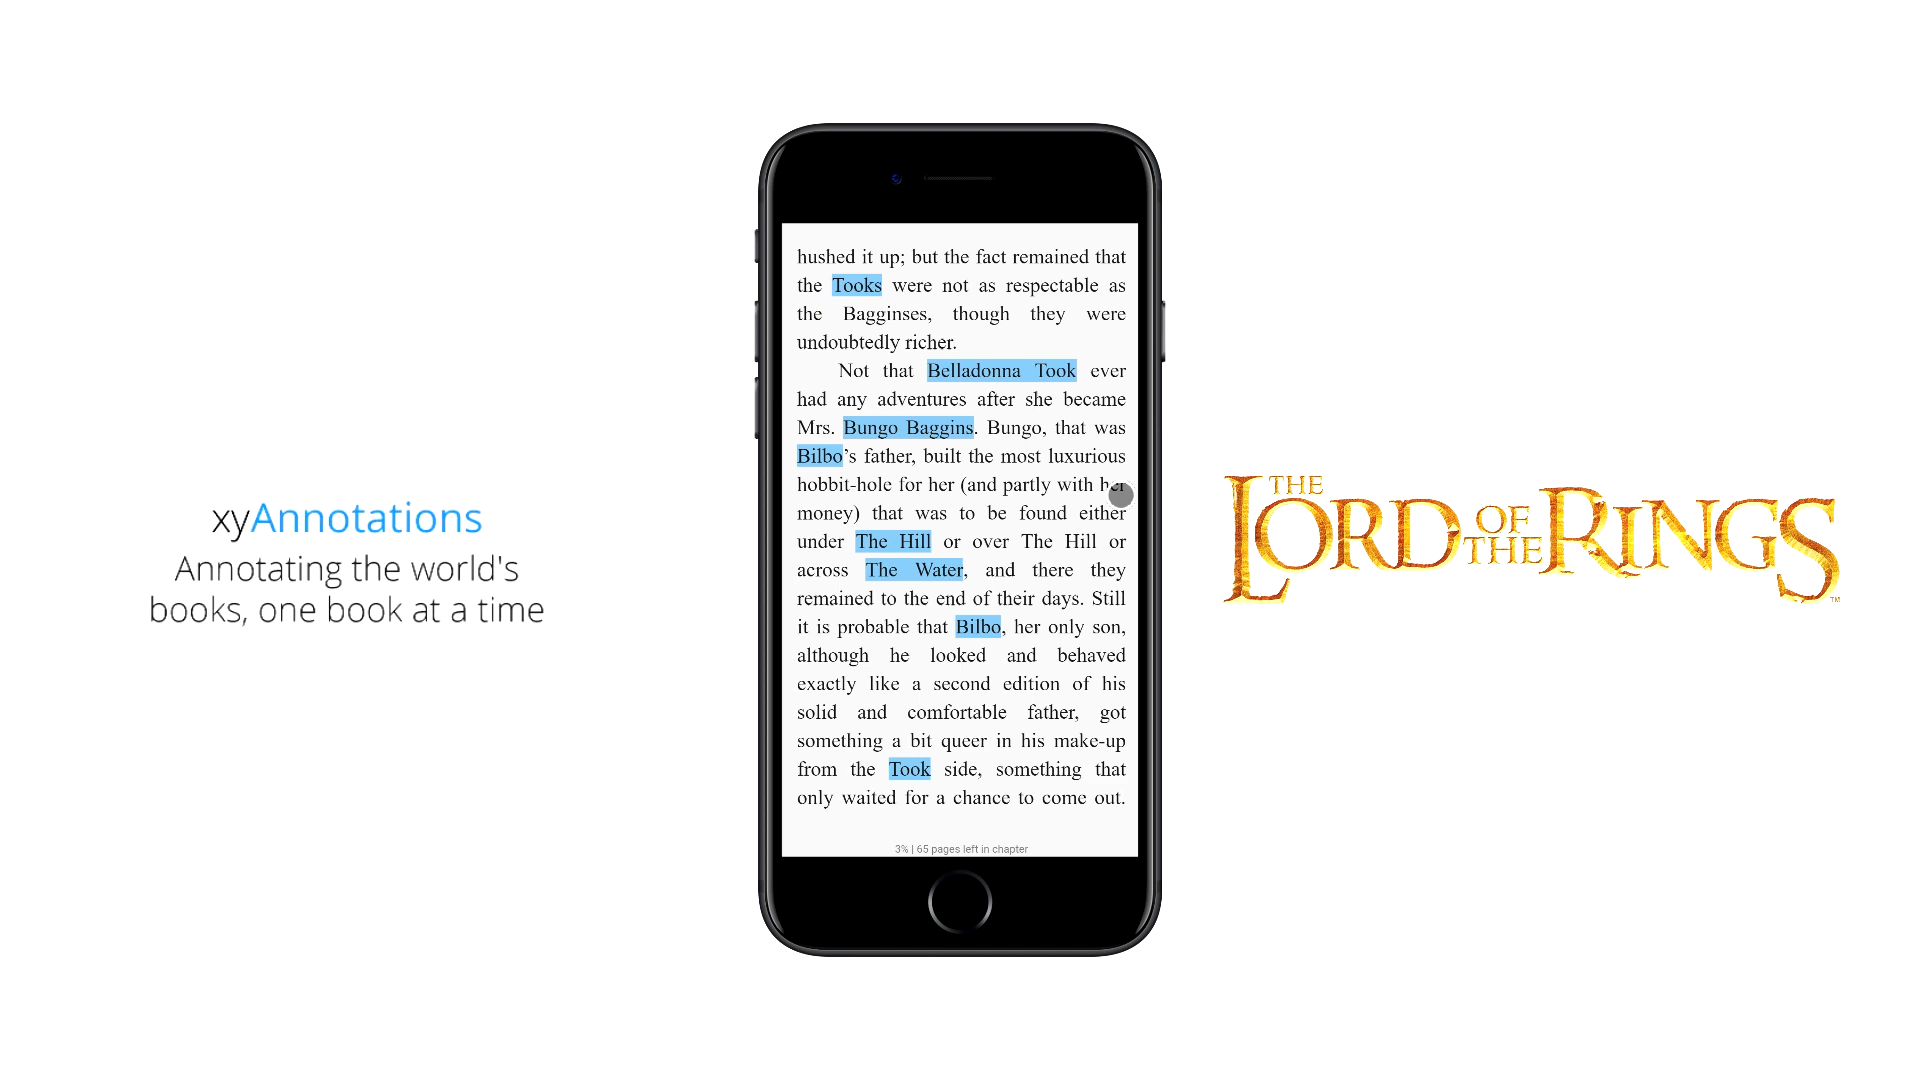 xyAnnotations
Annotating the world's
books, one book at a time
hushed it up; but the fact remained that
the Tooks were not as respectable as
the Bagginses, though they were
undoubtedly richer.
Not that Belladonna Took ever
had any adventures after she became
Mrs. Bungo Baggins. Bungo, that was
Bilbo’s father, built the most luxurious
hobbit-hole for her (and partly with her
money) that was to be found either
under The Hill or over The Hill or
across The Water, and there they
remained to the end of their days. Still
it is probable that Bilbo, her only son,
although he looked and behaved
exactly like a second edition of his
solid and comfortable father, got
something a bit queer in his make-up
from the Took side, something that
only waited for a chance to come out.
3% | 65 pages left in chapter
THE
LORD OF THE RINGS
TM